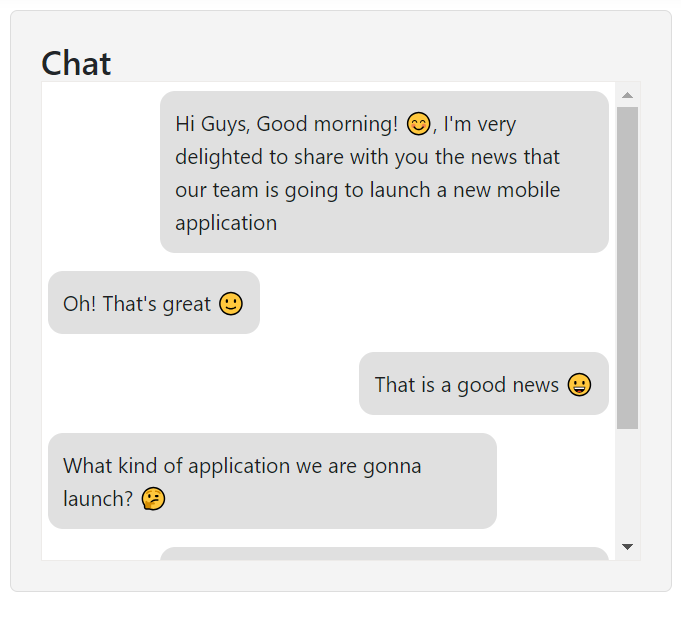 Chat
Hi Guys, Good morning! 😊, I'm very
delighted to share with you the news that
our team is going to launch a new mobile
application
Oh! That's great 🙂
That is a good news 😀
What kind of application we are gonna
launch? 🤔